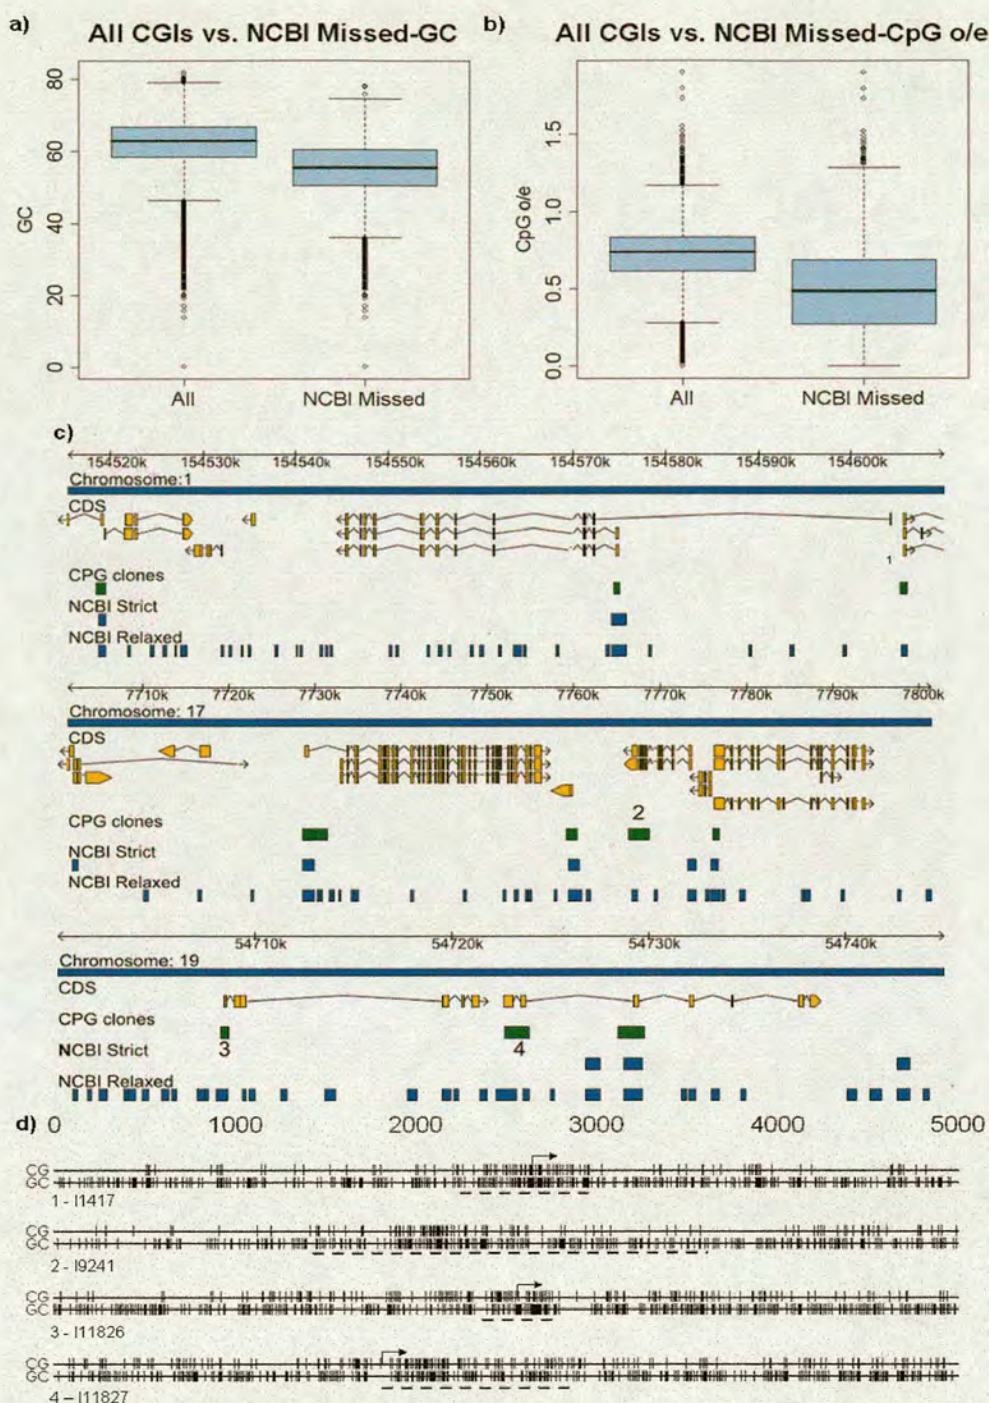 a)
All CGIs vs. NCBI Missed-GC
80
60
40
20
0
GC
All
NCBI Missed
b)
All CGIs vs. NCBI Missed-CpG o/e
1.5
1.0
0.5
0.0
CpG o/e
All
NCBI Missed
c)
154520k 154530k 154540k 154550k 154560k 154570k 154580k 154590k 154600k
Chromosome:1
CDS
1
CPG clones
NCBI Strict
NCBI Relaxed
7710k 7720k 7730k 7740k 7750k 7760k 7770k 7780k 7790k 7800k
Chromosome: 17
CDS
2
CPG clones
NCBI Strict
NCBI Relaxed
54710k 54720k 54730k 54740k
Chromosome: 19
CDS
CPG clones
3 4
NCBI Strict
NCBI Relaxed
d) 0 1000 2000 3000 4000 5000
CG
GC
1 - I1417
CG
GC
2 - I9241
CG
GC
3 - I11826
CG
GC
4 – I11827